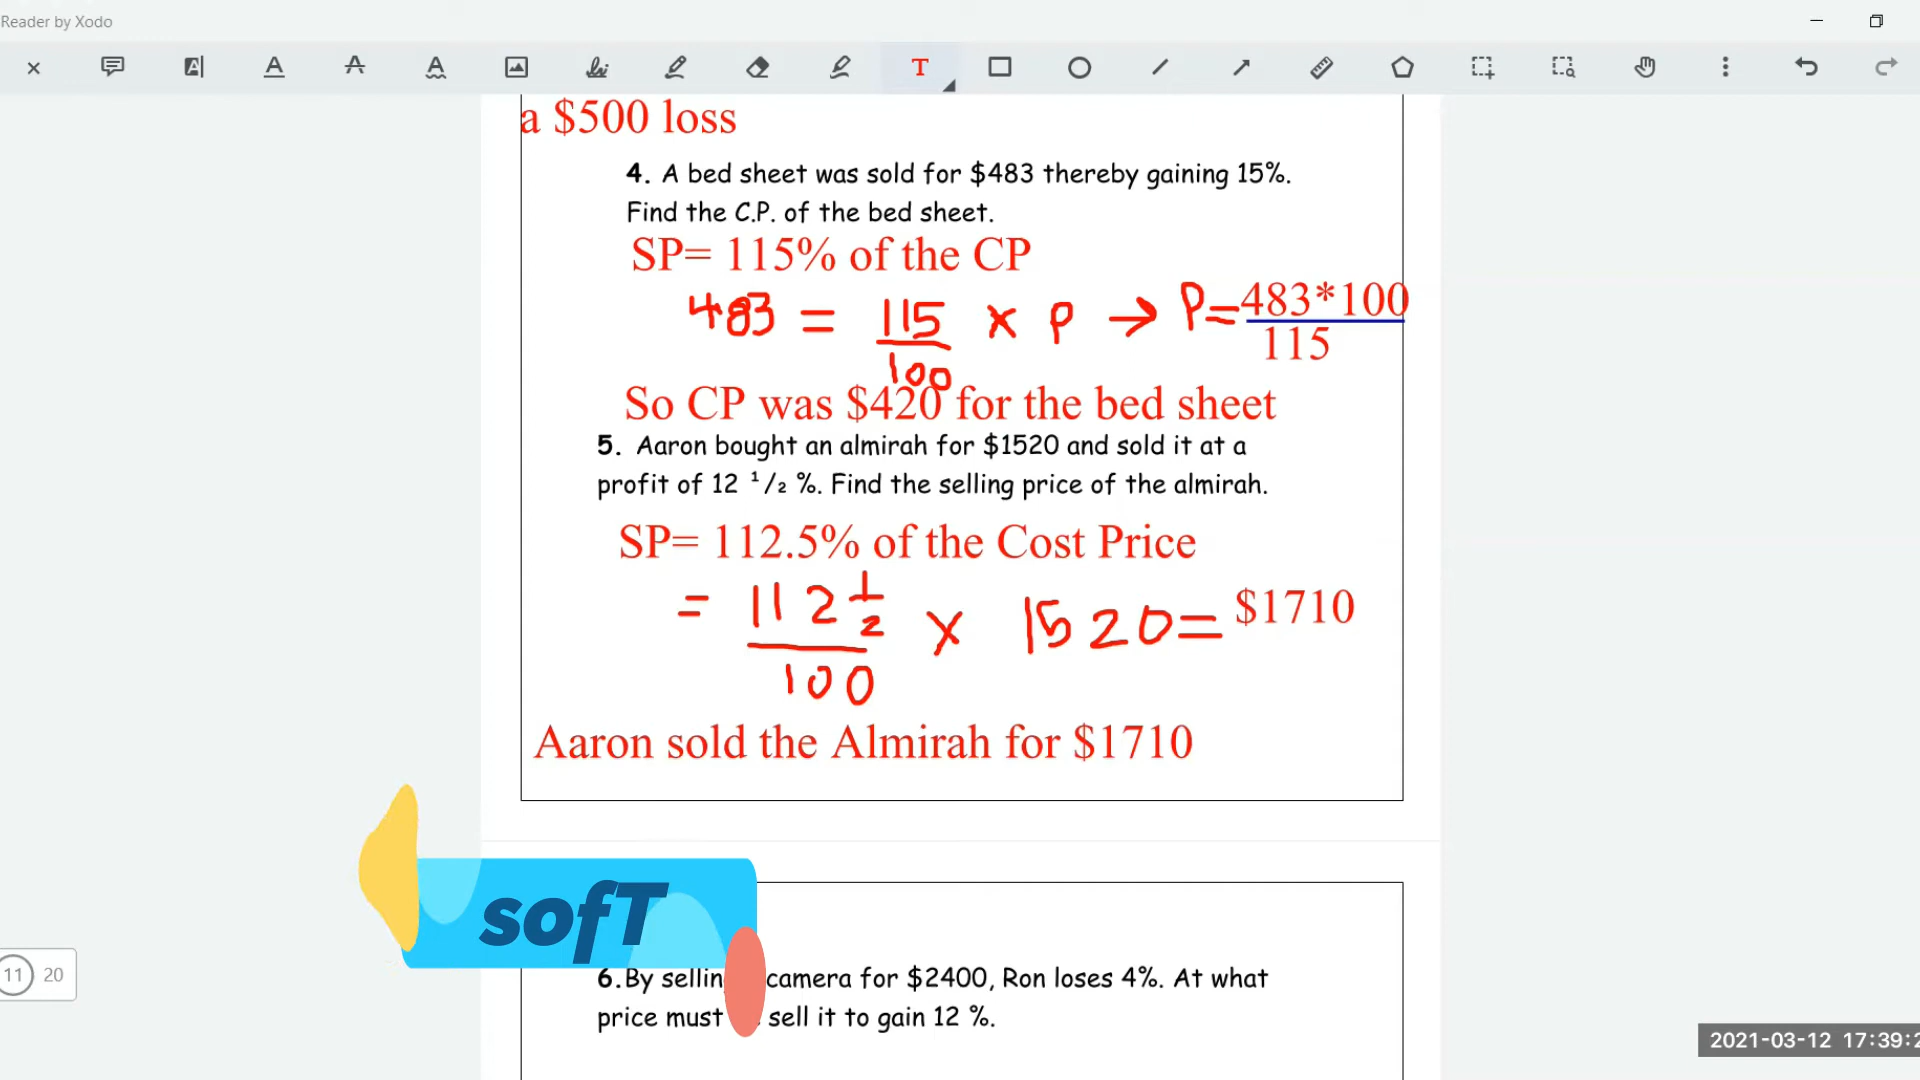 Reader by Xodo
a $500 loss
4. A bed sheet was sold for $483 thereby gaining 15%.
Find the C.P. of the bed sheet.
SP= 115% of the CP
483 = 115/100 x P → P= 483*100/115
So CP was $420 for the bed sheet
5. Aaron bought an almirah for $1520 and sold it at a
profit of 12 1/2 %. Find the selling price of the almirah.
SP= 112.5% of the Cost Price
= 112 1/2 / 100 x 1520= $1710
Aaron sold the Almirah for $1710
sofT
6. By selling camera for $2400, Ron loses 4%. At what
price must sell it to gain 12 %.
11 20
2021-03-12 17:39:2